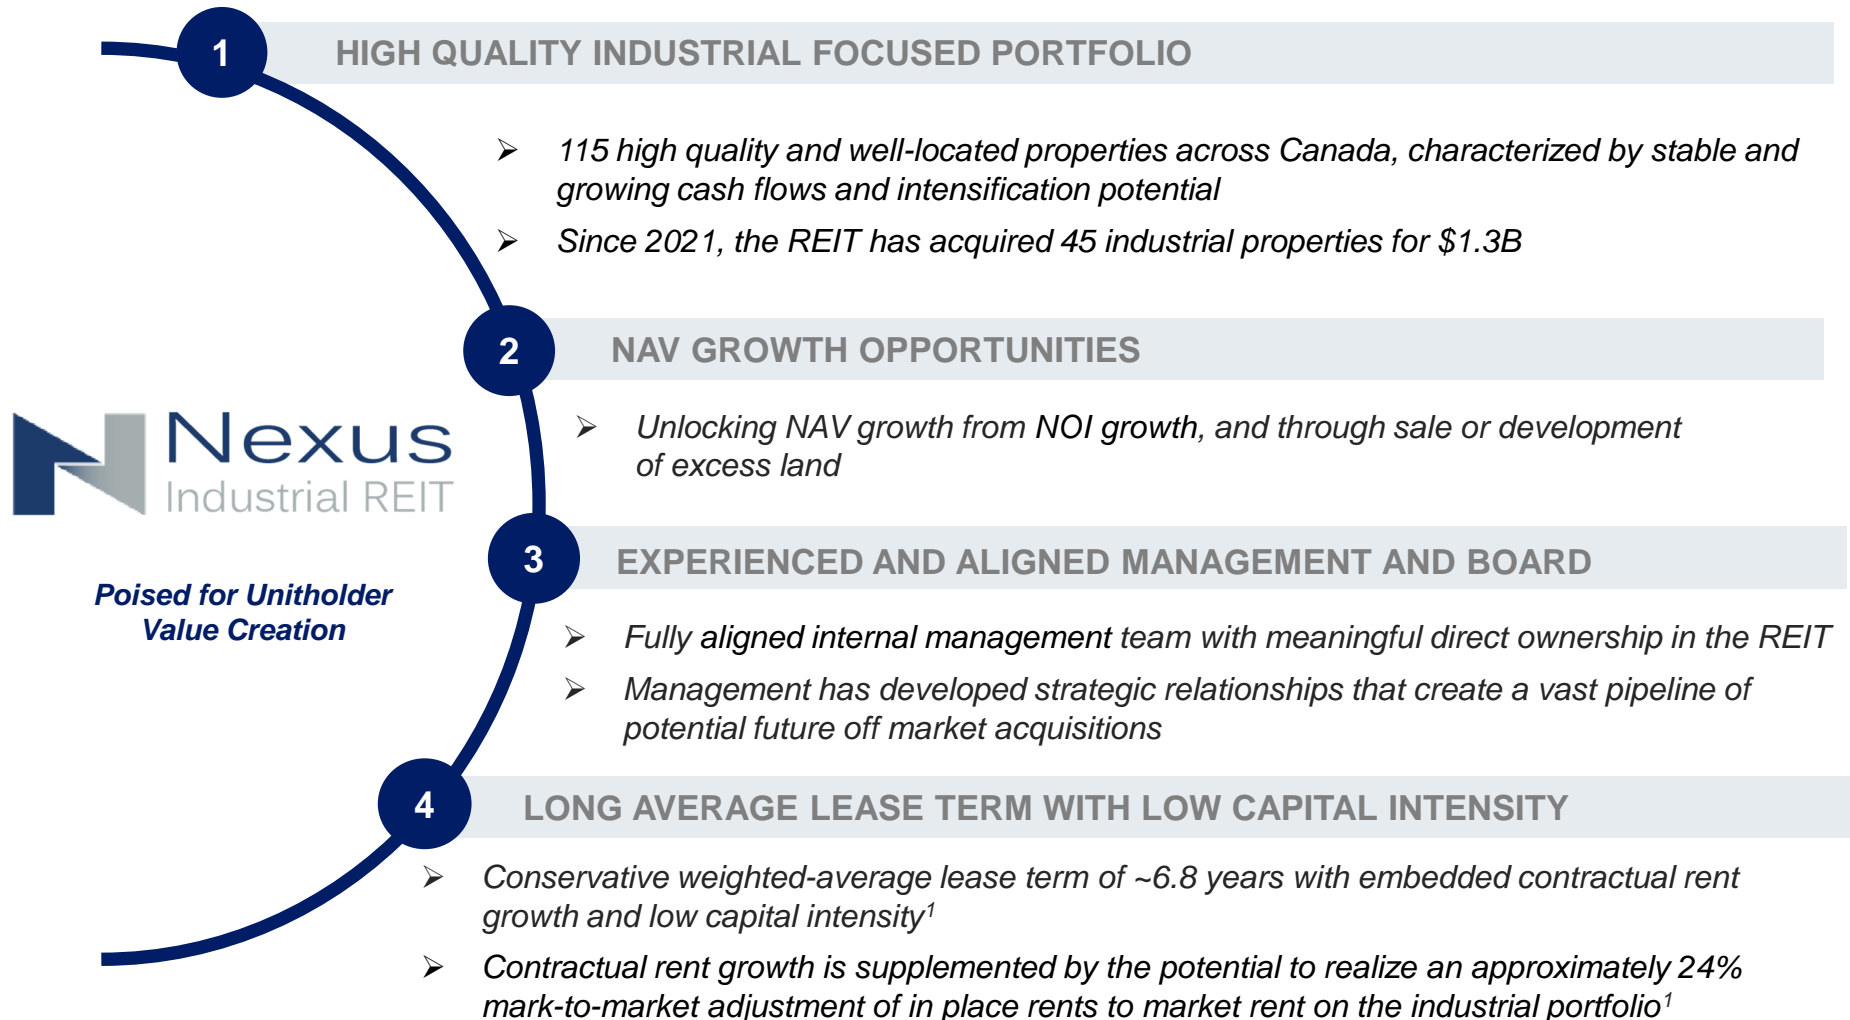 1
HIGH QUALITY INDUSTRIAL FOCUSED PORTFOLIO
➢ 115 high quality and well-located properties across Canada, characterized by stable and
growing cash flows and intensification potential
➢ Since 2021, the REIT has acquired 45 industrial properties for $1.3B
2
NAV GROWTH OPPORTUNITIES
➢ Unlocking NAV growth from NOI growth, and through sale or development
of excess land
Nexus
Industrial REIT
Poised for Unitholder
Value Creation
3
EXPERIENCED AND ALIGNED MANAGEMENT AND BOARD
➢ Fully aligned internal management team with meaningful direct ownership in the REIT
➢ Management has developed strategic relationships that create a vast pipeline of
potential future off market acquisitions
4
LONG AVERAGE LEASE TERM WITH LOW CAPITAL INTENSITY
➢ Conservative weighted-average lease term of ~6.8 years with embedded contractual rent
growth and low capital intensity¹
➢ Contractual rent growth is supplemented by the potential to realize an approximately 24%
mark-to-market adjustment of in place rents to market rent on the industrial portfolio¹